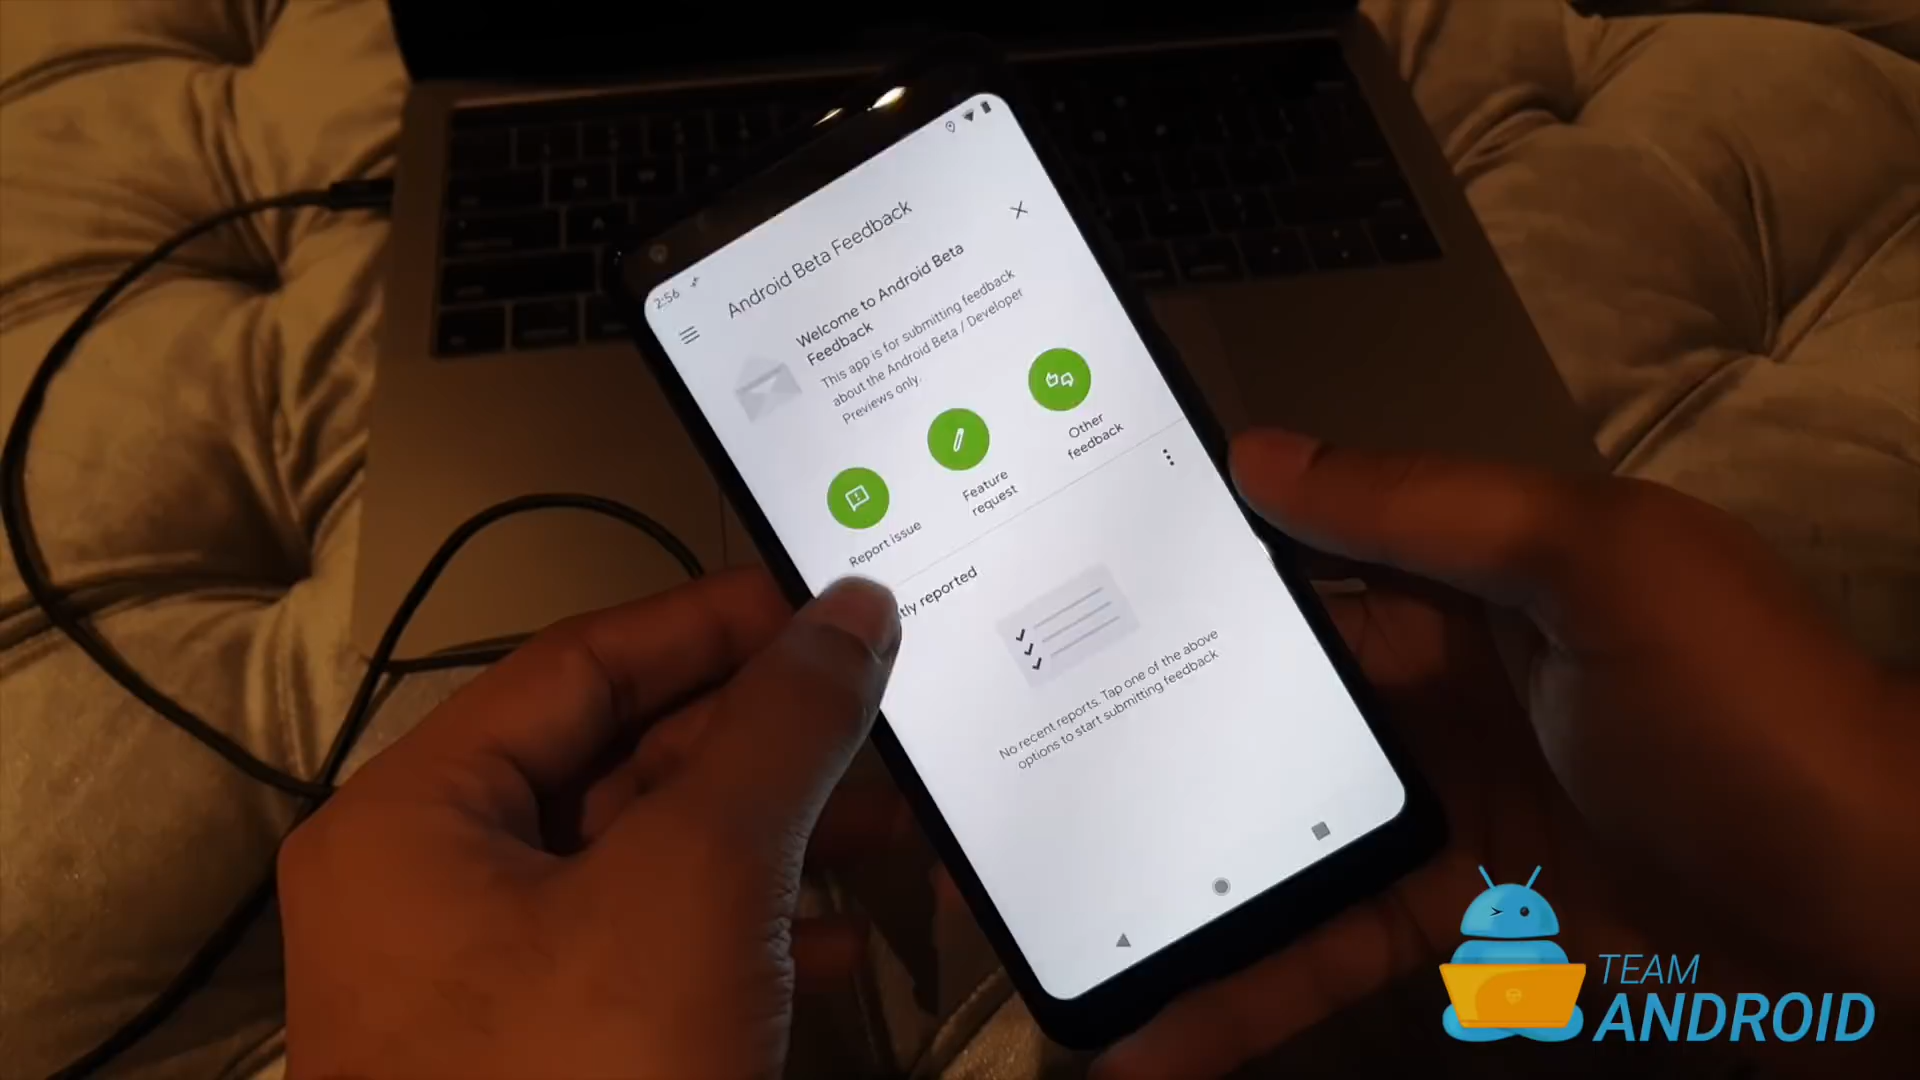 2:56
Android Beta Feedback
Welcome to Android Beta
Feedback
This app is for submitting feedback
about the Android Beta / Developer
Previews only.
Report issue
Feature
request
Other
feedback
tly reported
No recent reports. Tap one of the above
options to start submitting feedback
TEAM
ANDROID